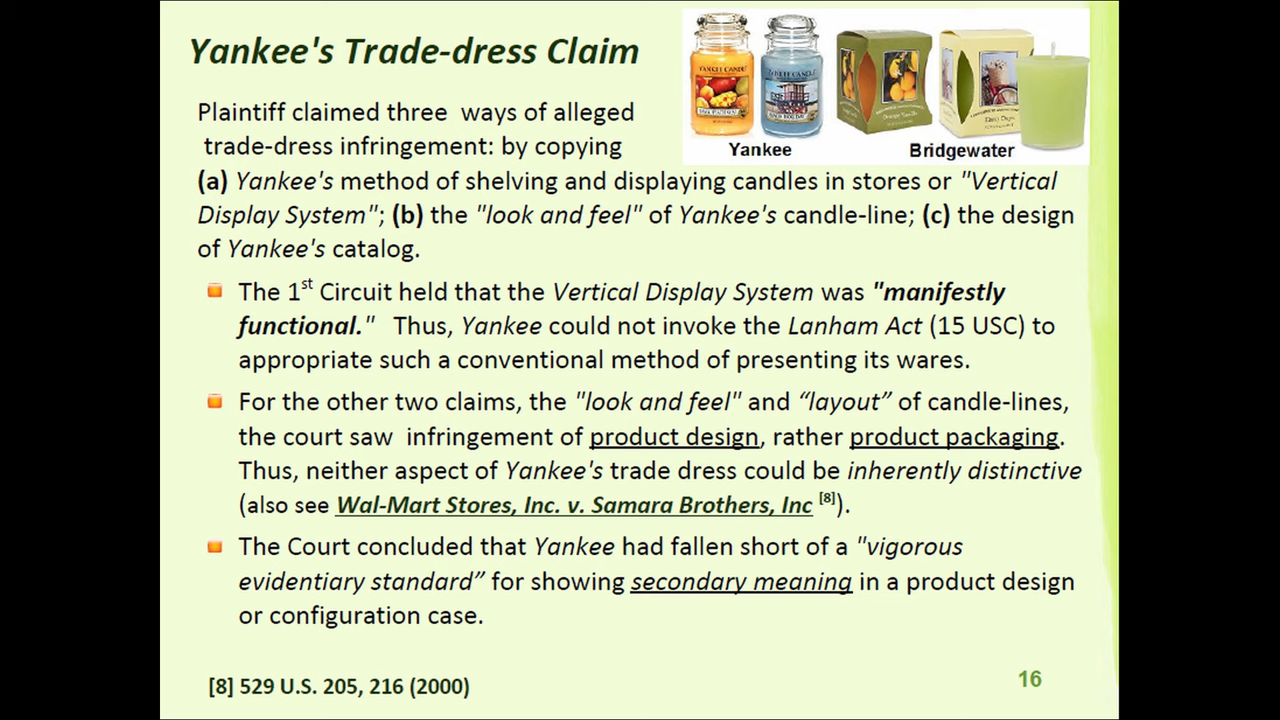 Yankee's Trade-dress Claim
YANKEE CANDLE
YANKEE CANDLE
Yankee
Bridgewater
Plaintiff claimed three ways of alleged
trade-dress infringement: by copying
(a) Yankee's method of shelving and displaying candles in stores or "Vertical
Display System"; (b) the "look and feel" of Yankee's candle-line; (c) the design
of Yankee's catalog.
The 1st Circuit held that the Vertical Display System was "manifestly
functional." Thus, Yankee could not invoke the Lanham Act (15 USC) to
appropriate such a conventional method of presenting its wares.
For the other two claims, the "look and feel" and “layout” of candle-lines,
the court saw infringement of product design, rather product packaging.
Thus, neither aspect of Yankee's trade dress could be inherently distinctive
(also see Wal-Mart Stores, Inc. v. Samara Brothers, Inc [8]).
The Court concluded that Yankee had fallen short of a "vigorous
evidentiary standard” for showing secondary meaning in a product design
or configuration case.
[8] 529 U.S. 205, 216 (2000)
16